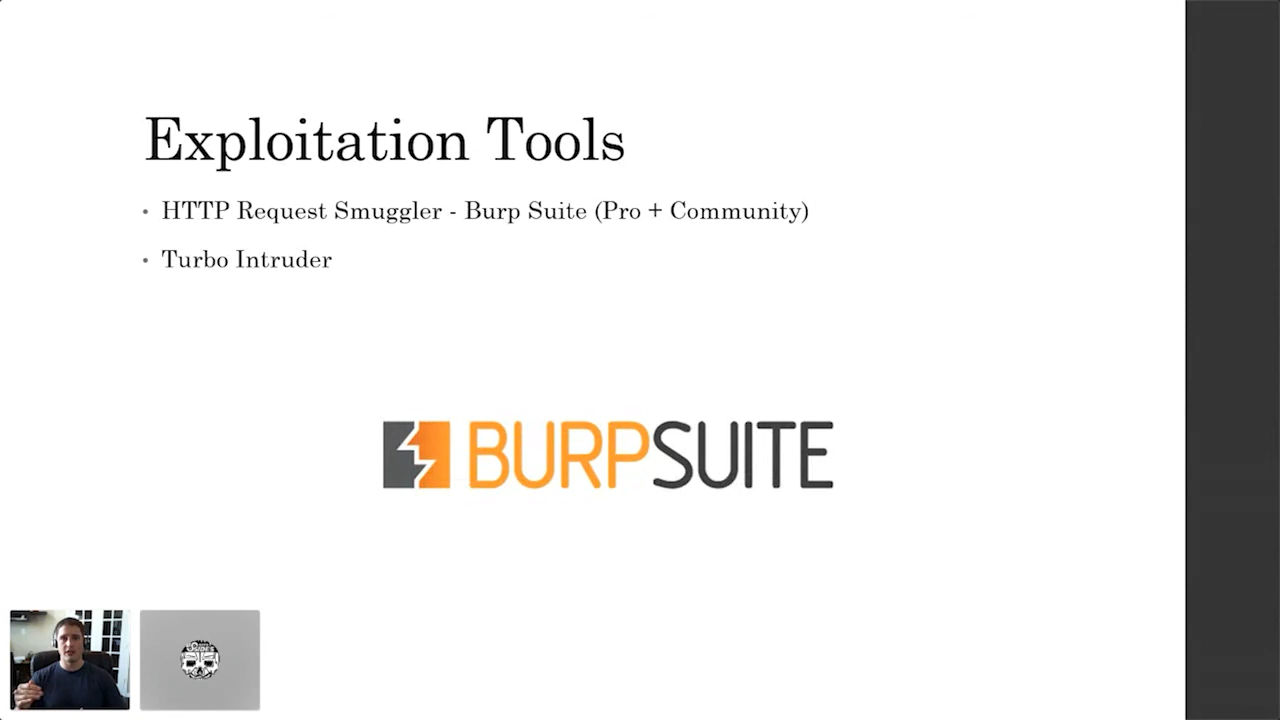 Exploitation Tools
• HTTP Request Smuggler - Burp Suite (Pro + Community)
• Turbo Intruder
BURPSUITE